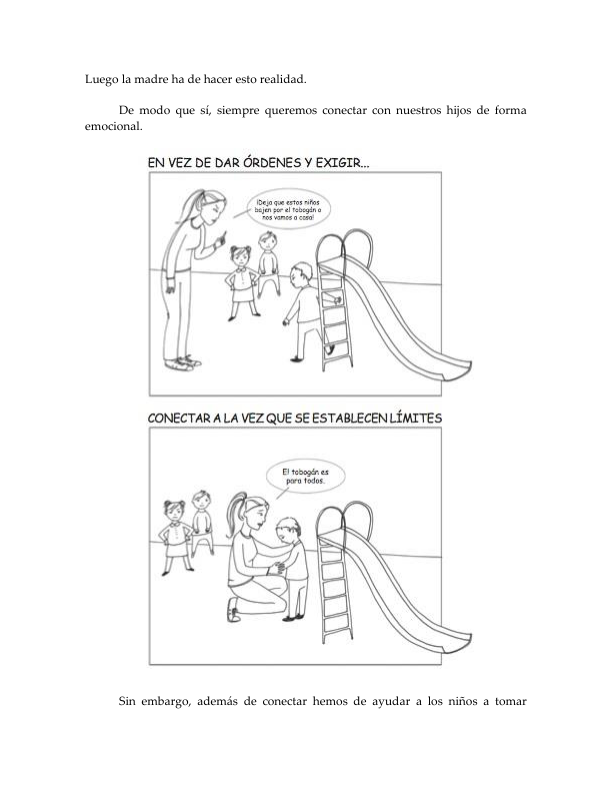 Luego la madre ha de hacer esto realidad.
De modo que sí, siempre queremos conectar con nuestros hijos de forma
emocional.
EN VEZ DE DAR ÓRDENES Y EXIGIR...
¡Deja que estos niños
bajen por el tobogán o
nos vamos a casa!
CONECTAR A LA VEZ QUE SE ESTABLECEN LÍMITES
El tobogán es
para todos.
Sin embargo, además de conectar hemos de ayudar a los niños a tomar